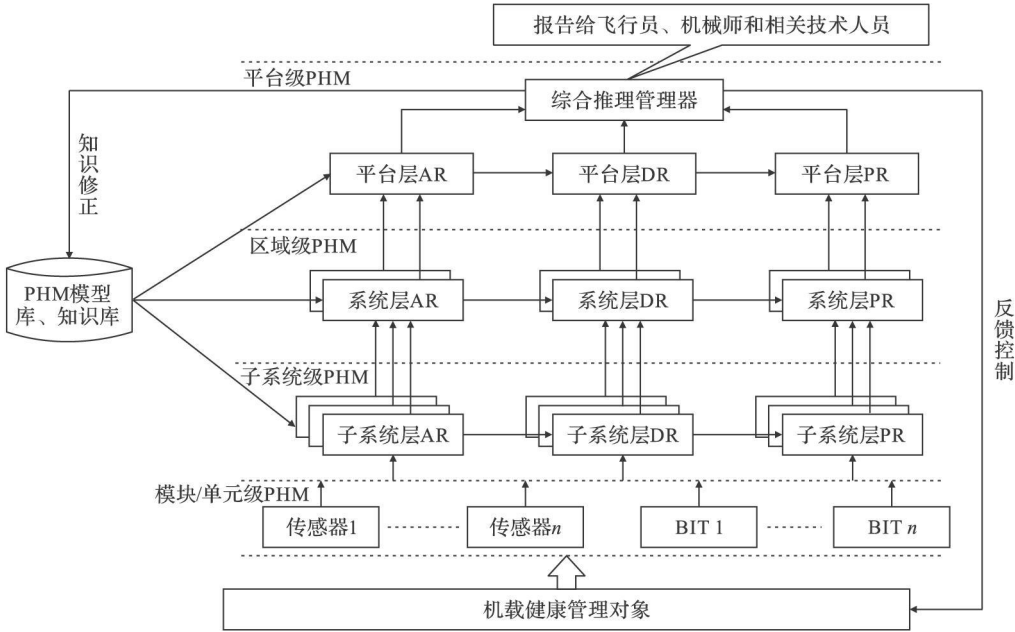 报告给飞行员、机械师和相关技术人员
平台级PHM
综合推理管理器
知识修正
平台层AR
平台层DR
平台层PR
区域级PHM
PHM模型
库、知识库
系统层AR
系统层DR
系统层PR
反馈控制
子系统级PHM
子系统层AR
子系统层DR
子系统层PR
模块/单元级PHM
传感器1
传感器n
BIT 1
BIT n
机载健康管理对象